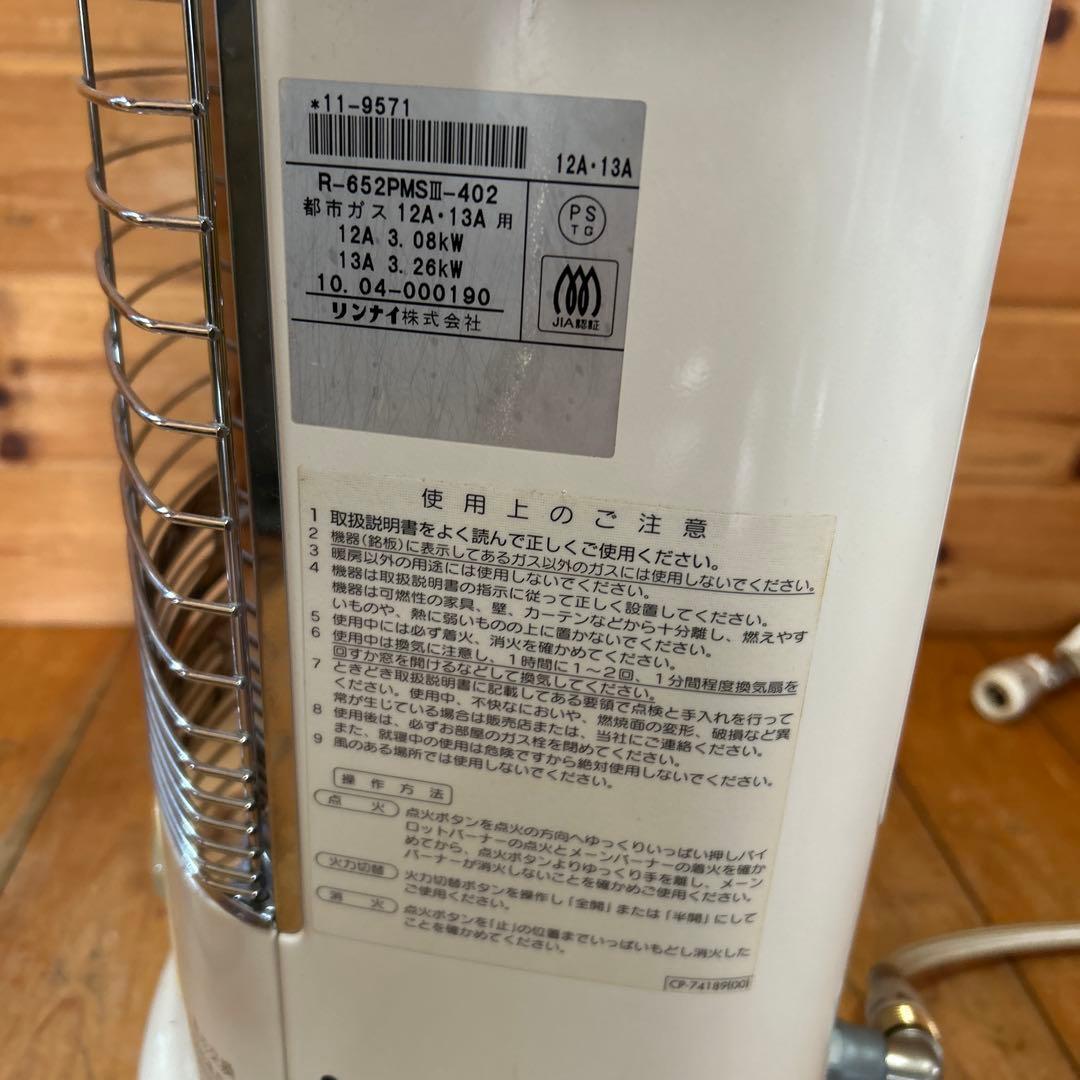 *11-9571
12A・13A
R-652PMSⅢ-402
都市ガス 12A・13A 用
12A 3.08kW
13A 3.26kW
10.04-000190
リンナイ株式会社
PS
TG
JIA認証
使用上のご注意
1 取扱説明書をよく読んで正しくご使用ください。
2 機器(銘板)に表示してあるガス以外のガスには使用しないでください。
3 暖房以外の用途には使用しないでください。
4 機器は取扱説明書の指示に従って正しく設置してください。
機器は可燃性の家具、壁、カーテンなどから十分離し、燃えやす
いものや、熱に弱いものの上に置かないでください。
5 使用中には必ず着火、消火を確かめてください。
6 使用中は換気に注意し、1時間に1～2回、1分間程度換気扇を
回すか窓を開けるなどして換気してください。
7 ときどき取扱説明書に記載してある要領で点検と手入れを行って
ください。使用中、不快なにおいや、燃焼面の変形、破損など異
常が生じている場合は販売店または、当社にご連絡ください。
8 使用後は、必ずお部屋のガス栓を閉めてください。
また、就寝中の使用は危険ですから絶対使用しないでください。
9 風のある場所では使用しないでください。
操作方法
点火 点火ボタンを点火の方向へゆっくりいっぱい押しパイ
ロットバーナーの点火とメーンバーナーの着火を確か
めてから、点火ボタンよりゆっくり手を離し、メーン
バーナーが消火しないことを確かめご使用ください。
火力切替 火力切替ボタンを操作し「全開」または「半開」にして
ご使用ください。
消火 点火ボタンを「止」の位置までいっぱいもどし消火した
ことを確かめてください。
CP-74189(00)